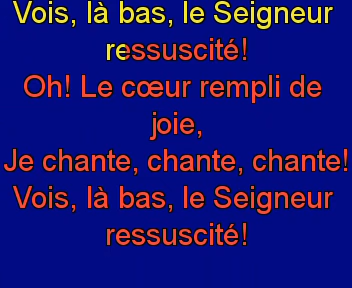 Vois, là bas, le Seigneur
ressuscité!
Oh! Le cœur rempli de
joie,
Je chante, chante, chante!
Vois, là bas, le Seigneur
ressuscité!